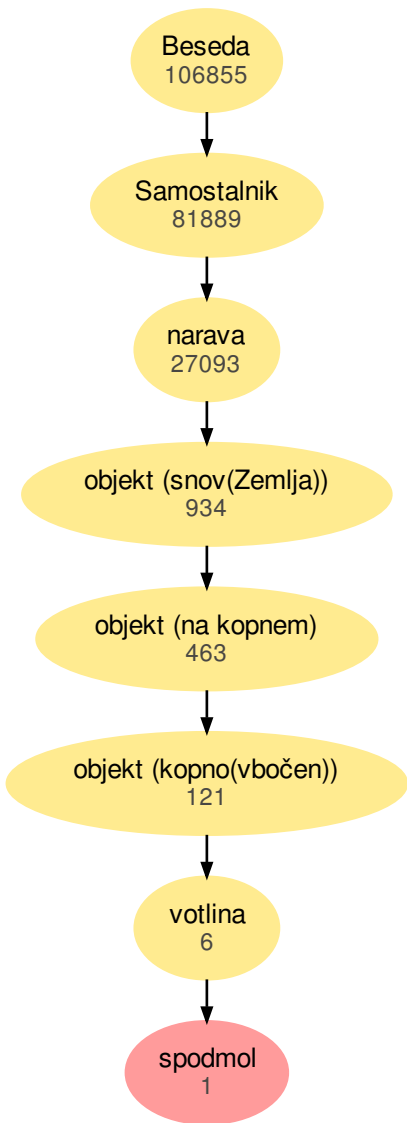 Beseda
106855
Samostalnik
81889
narava
27093
objekt (snov(Zemlja))
934
objekt (na kopnem)
463
objekt (kopno(vbočen))
121
votlina
6
spodmol
1